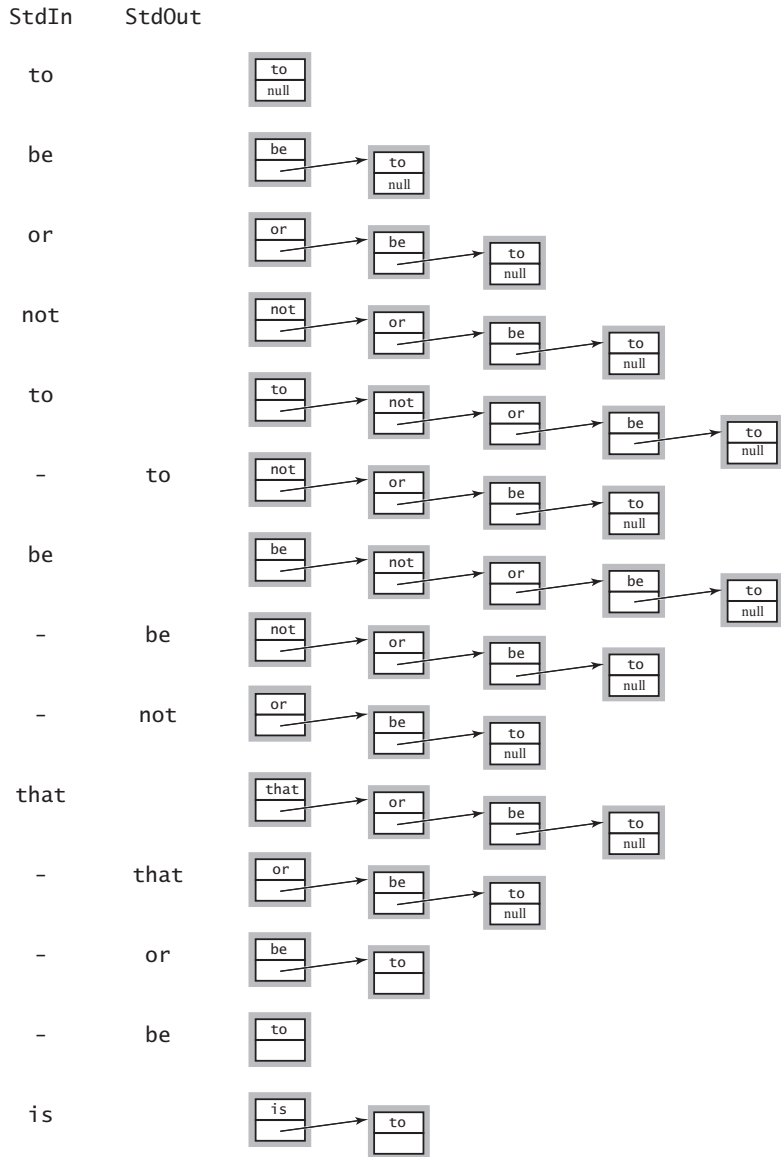 StdIn StdOut
to to
null
be be to
null
or or be to
null
not not or be to
null
to to not or be to
null
- to not or be to
null
be be not or be to
null
- be not or be to
null
- not or be to
null
that that or be to
null
- that or be to
null
- or be to
- be to
is is to